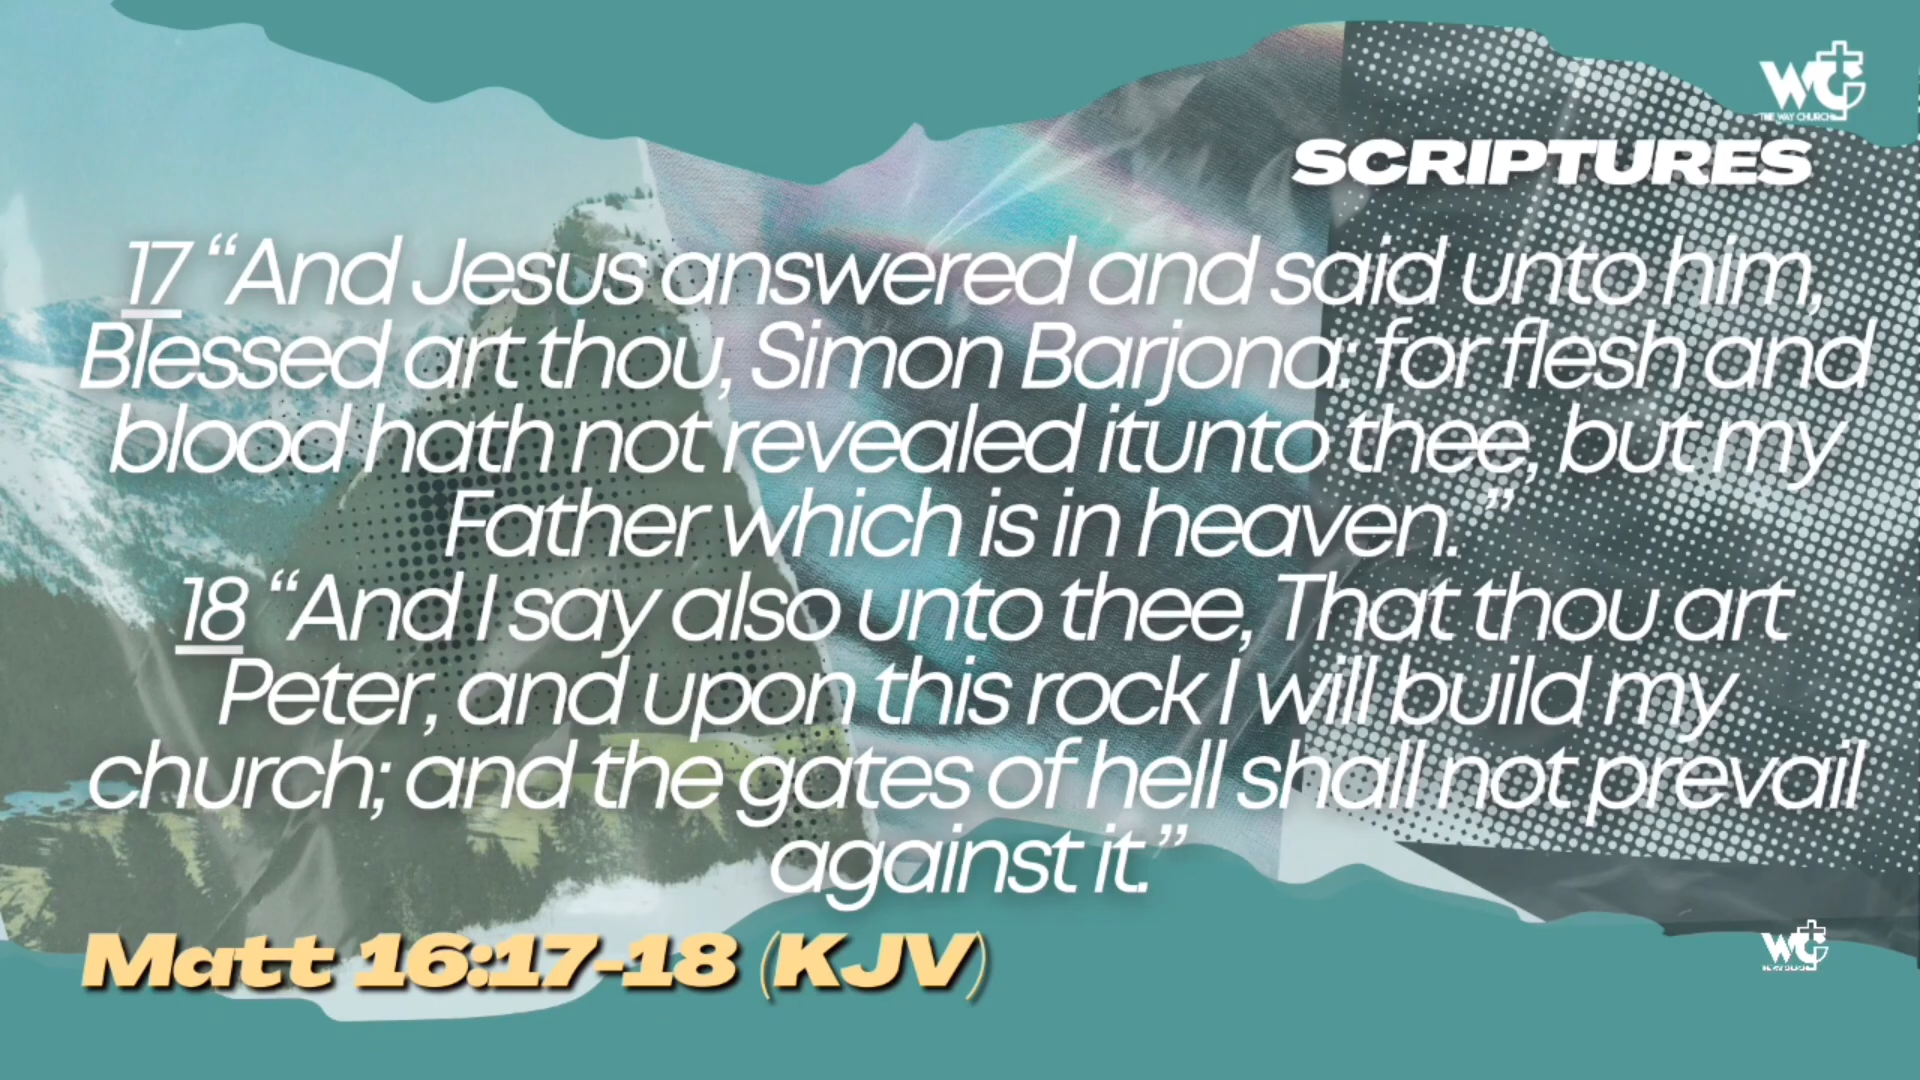 THE WAY CHURCH
SCRIPTURES
17 “And Jesus answered and said unto him,
Blessed art thou, Simon Barjona: for flesh and
blood hath not revealed itunto thee, but my
Father which is in heaven.”
18 “And I say also unto thee, That thou art
Peter, and upon this rock I will build my
church; and the gates of hell shall not prevail
against it.”
Matt 16:17-18 (KJV)